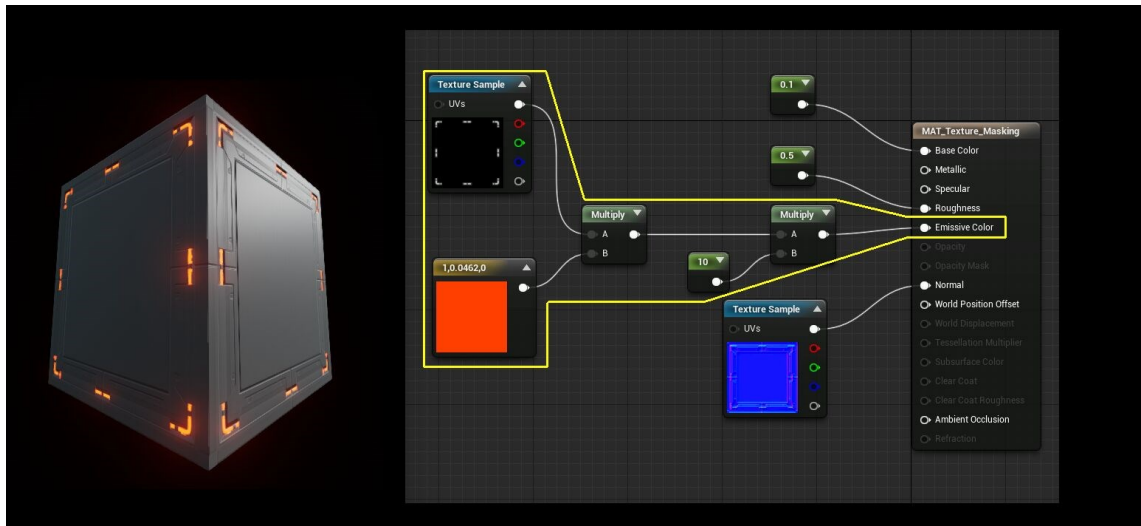 Texture Sample
UVs
1,0.0462,0
Multiply
A
B
10
Texture Sample
UVs
0.1
0.5
Multiply
A
B
MAT_Texture_Masking
Base Color
Metallic
Specular
Roughness
Emissive Color
Opacity
Opacity Mask
Normal
World Position Offset
World Displacement
Tessellation Multiplier
Subsurface Color
Clear Coat
Clear Coat Roughness
Ambient Occlusion
Refraction